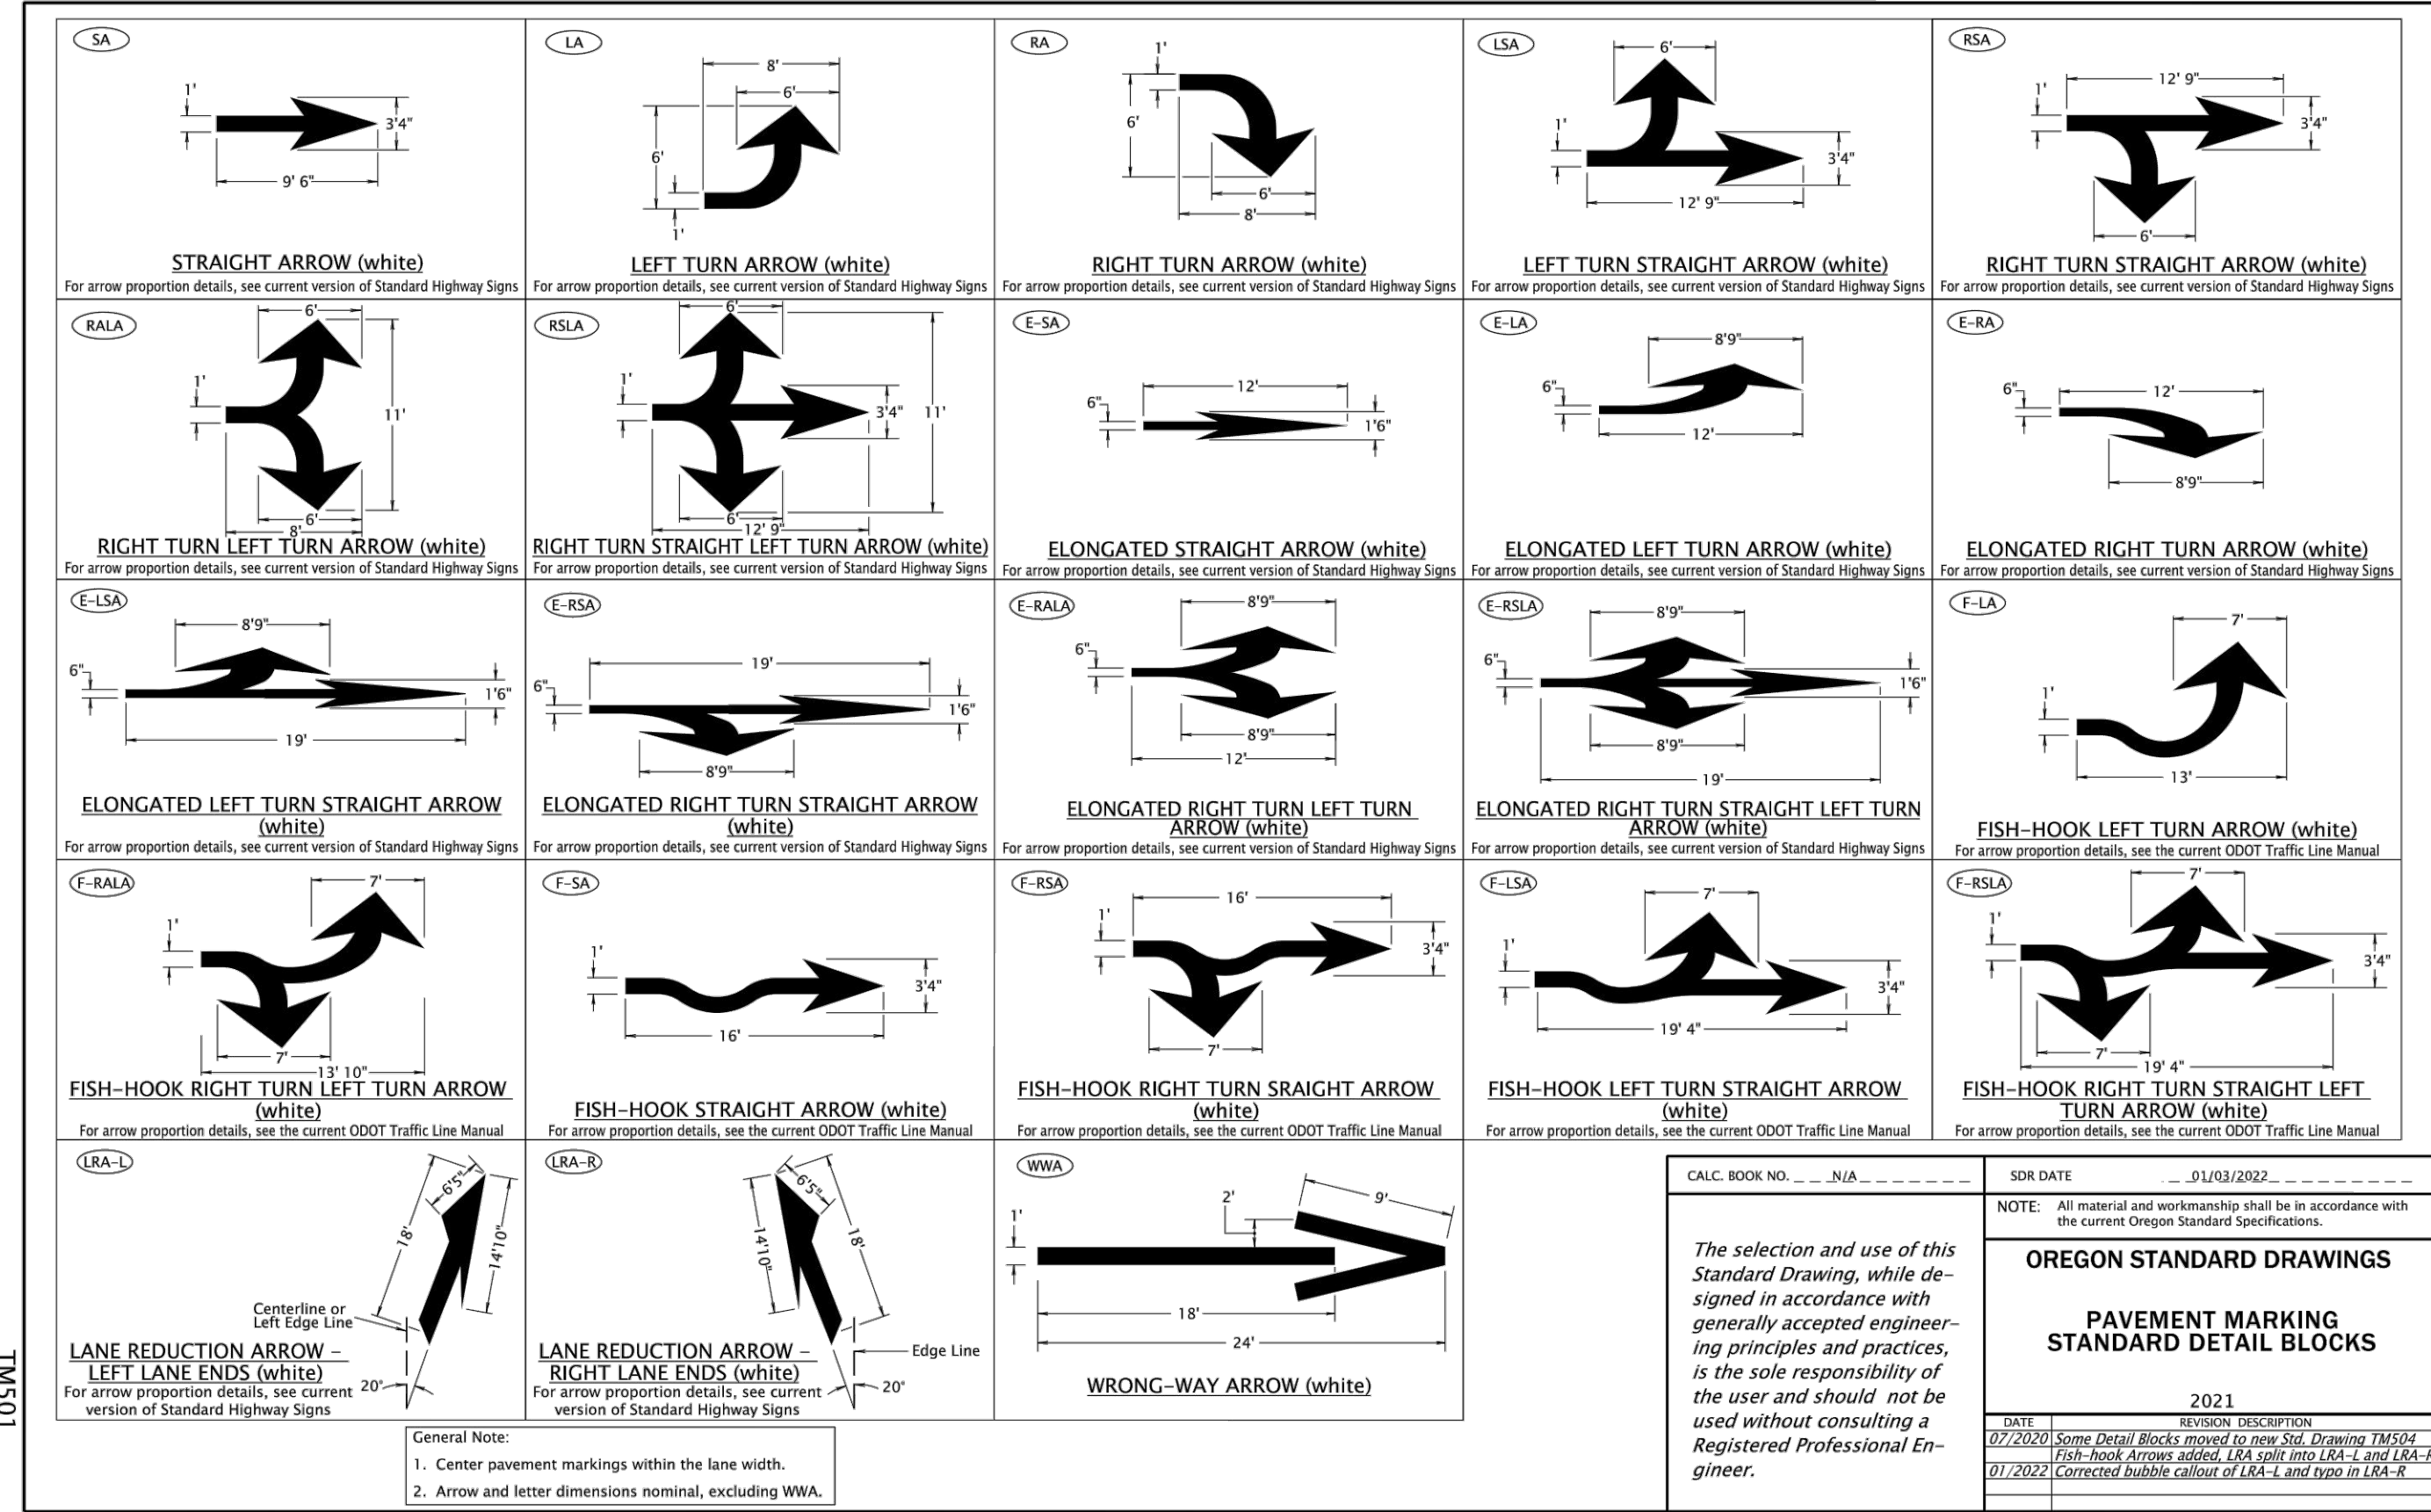 SA
1'
3'4"
9' 6"
STRAIGHT ARROW (white)
For arrow proportion details, see current version of Standard Highway Signs
LA
8'
6'
6'
1'
LEFT TURN ARROW (white)
For arrow proportion details, see current version of Standard Highway Signs
RA
1'
6'
6'
8'
RIGHT TURN ARROW (white)
For arrow proportion details, see current version of Standard Highway Signs
LSA
6'
1'
3'4"
12' 9"
LEFT TURN STRAIGHT ARROW (white)
For arrow proportion details, see current version of Standard Highway Signs
RSA
12' 9"
1'
3'4"
6'
RIGHT TURN STRAIGHT ARROW (white)
For arrow proportion details, see current version of Standard Highway Signs
RALA
6'
1'
11'
6'
8'
RIGHT TURN LEFT TURN ARROW (white)
For arrow proportion details, see current version of Standard Highway Signs
RSLA
6'
1'
3'4"
11'
6'
12' 9"
RIGHT TURN STRAIGHT LEFT TURN ARROW (white)
For arrow proportion details, see current version of Standard Highway Signs
E-SA
12'
6"
1'6"
ELONGATED STRAIGHT ARROW (white)
For arrow proportion details, see current version of Standard Highway Signs
E-LA
8'9"
6"
12'
ELONGATED LEFT TURN ARROW (white)
For arrow proportion details, see current version of Standard Highway Signs
E-RA
6"
12'
8'9"
ELONGATED RIGHT TURN ARROW (white)
For arrow proportion details, see current version of Standard Highway Signs
E-LSA
8'9"
6"
1'6"
19'
ELONGATED LEFT TURN STRAIGHT ARROW
(white)
For arrow proportion details, see current version of Standard Highway Signs
E-RSA
19'
6"
1'6"
8'9"
ELONGATED RIGHT TURN STRAIGHT ARROW
(white)
For arrow proportion details, see current version of Standard Highway Signs
E-RALA
8'9"
6"
8'9"
12'
ELONGATED RIGHT TURN LEFT TURN
ARROW (white)
For arrow proportion details, see current version of Standard Highway Signs
E-RSLA
8'9"
6"
1'6"
8'9"
19'
ELONGATED RIGHT TURN STRAIGHT LEFT TURN
ARROW (white)
For arrow proportion details, see current version of Standard Highway Signs
F-LA
7'
1'
13'
FISH-HOOK LEFT TURN ARROW (white)
For arrow proportion details, see the current ODOT Traffic Line Manual
F-RALA
7'
1'
7'
13' 10"
FISH-HOOK RIGHT TURN LEFT TURN ARROW
(white)
For arrow proportion details, see the current ODOT Traffic Line Manual
F-SA
1'
3'4"
16'
FISH-HOOK STRAIGHT ARROW (white)
For arrow proportion details, see the current ODOT Traffic Line Manual
F-RSA
16'
1'
3'4"
7'
FISH-HOOK RIGHT TURN SRAIGHT ARROW
(white)
For arrow proportion details, see the current ODOT Traffic Line Manual
F-LSA
7'
1'
3'4"
19' 4"
FISH-HOOK LEFT TURN STRAIGHT ARROW
(white)
For arrow proportion details, see the current ODOT Traffic Line Manual
F-RSLA
7'
1'
3'4"
7'
19' 4"
FISH-HOOK RIGHT TURN STRAIGHT LEFT
TURN ARROW (white)
For arrow proportion details, see the current ODOT Traffic Line Manual
LRA-L
6'5"
18'
14'10"
Centerline or
Left Edge Line
20°
LANE REDUCTION ARROW -
LEFT LANE ENDS (white)
For arrow proportion details, see current
version of Standard Highway Signs
LRA-R
6'5"
14'10"
18'
Edge Line
20°
LANE REDUCTION ARROW -
RIGHT LANE ENDS (white)
For arrow proportion details, see current
version of Standard Highway Signs
WWA
1'
2'
9'
18'
24'
WRONG-WAY ARROW (white)
General Note:
1. Center pavement markings within the lane width.
2. Arrow and letter dimensions nominal, excluding WWA.
TM501
CALC. BOOK NO. N/A
SDR DATE 01/03/2022
NOTE: All material and workmanship shall be in accordance with
the current Oregon Standard Specifications.
The selection and use of this
Standard Drawing, while de-
signed in accordance with
generally accepted engineer-
ing principles and practices,
is the sole responsibility of
the user and should not be
used without consulting a
Registered Professional En-
gineer.
OREGON STANDARD DRAWINGS
PAVEMENT MARKING
STANDARD DETAIL BLOCKS
2021
DATE REVISION DESCRIPTION
07/2020 Some Detail Blocks moved to new Std. Drawing TM504
Fish-hook Arrows added, LRA split into LRA-L and LRA-R
01/2022 Corrected bubble callout of LRA-L and typo in LRA-R